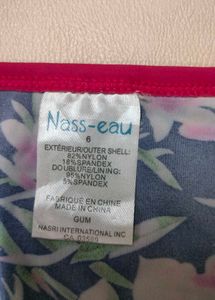 Nass-eau
6
EXTÉRIEUR/OUTER SHELL:
82%NYLON
18%SPANDEX
DOUBLURE/LINING:
95%NYLON
5%SPANDEX
FABRIQUÉ EN CHINE
MADE IN CHINA
GUM
NASRI INTERNATIONAL INC
CA